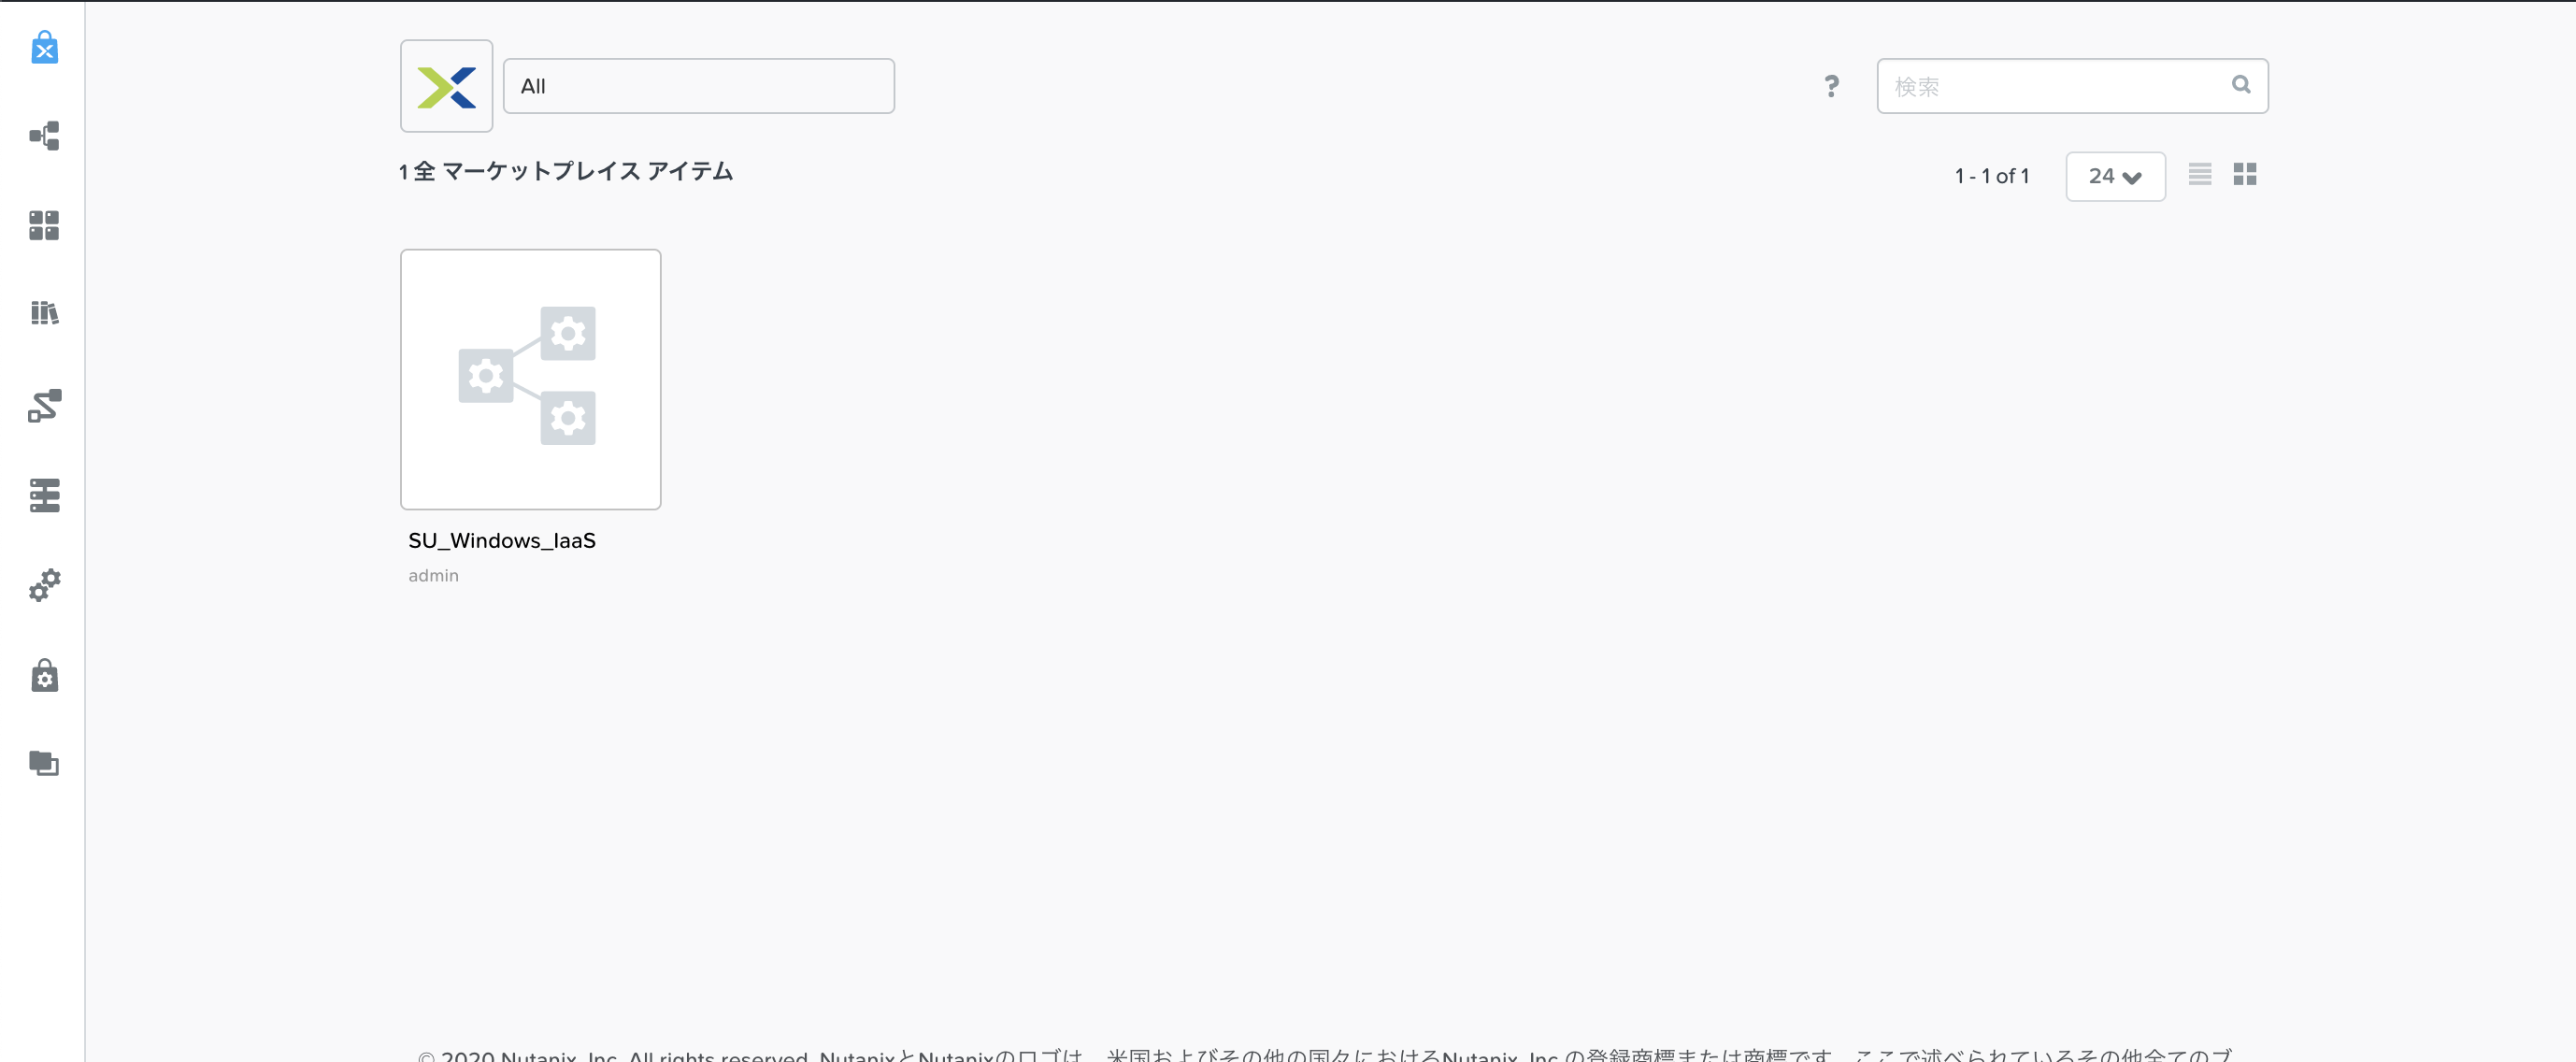 All
?
検索
1 全 マーケットプレイス アイテム
1 - 1 of 1
24
SU_Windows_IaaS
admin
© 2020 Nutanix, Inc. All rights reserved. NutanixとNutanixのロゴは、米国およびその他の国々におけるNutanix, Inc.の登録商標または商標です。ここで述べられているその他全てのブ